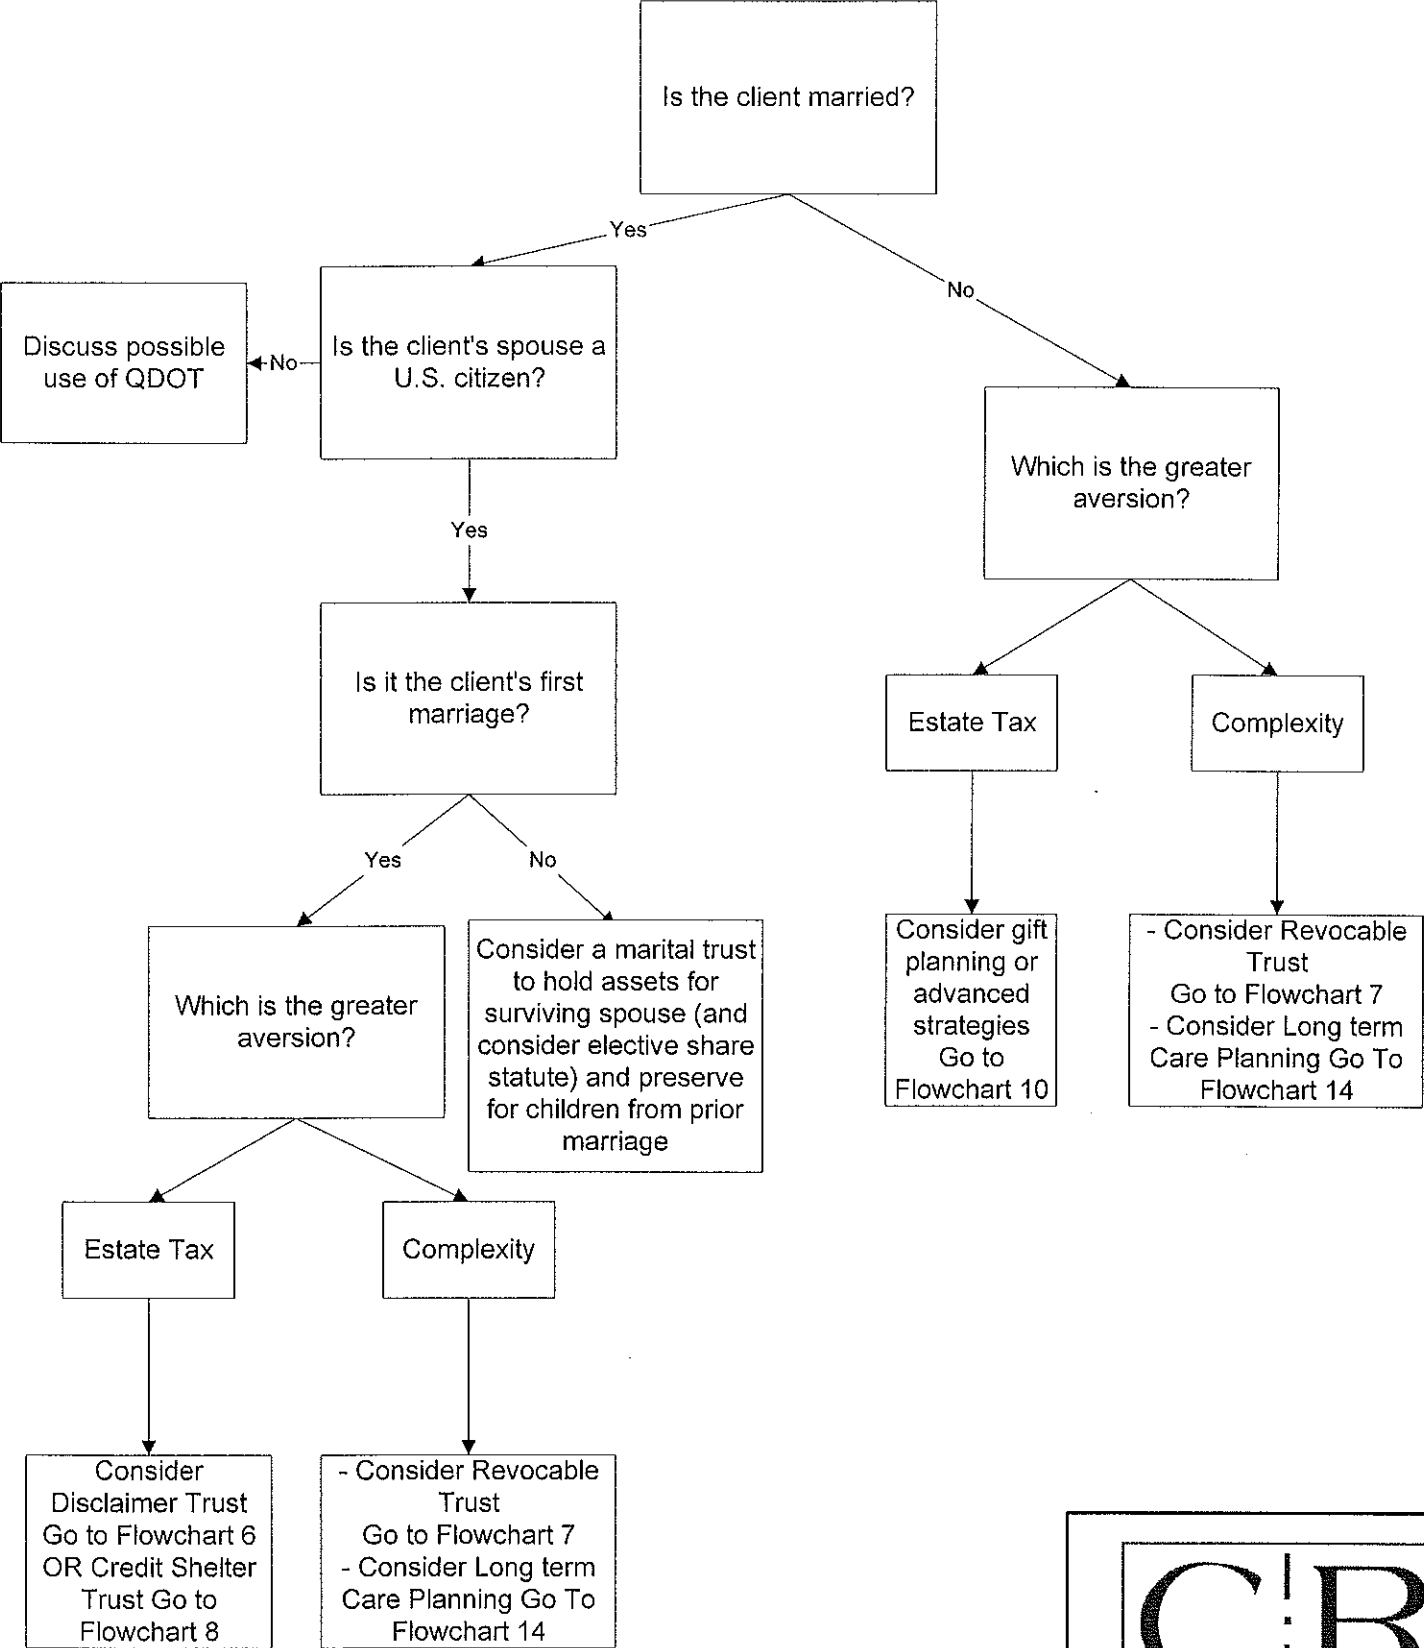 Is the client married?
Yes
No
Discuss possible
use of QDOT
No
Is the client's spouse a
U.S. citizen?
Which is the greater
aversion?
Yes
Is it the client's first
marriage?
Estate Tax
Complexity
Yes
No
Consider gift
planning or
advanced
strategies
Go to
Flowchart 10
- Consider Revocable
Trust
Go to Flowchart 7
- Consider Long term
Care Planning Go To
Flowchart 14
Which is the greater
aversion?
Consider a marital trust
to hold assets for
surviving spouse (and
consider elective share
statute) and preserve
for children from prior
marriage
Estate Tax
Complexity
Consider
Disclaimer Trust
Go to Flowchart 6
OR Credit Shelter
Trust Go to
Flowchart 8
- Consider Revocable
Trust
Go to Flowchart 7
- Consider Long term
Care Planning Go To
Flowchart 14
C B